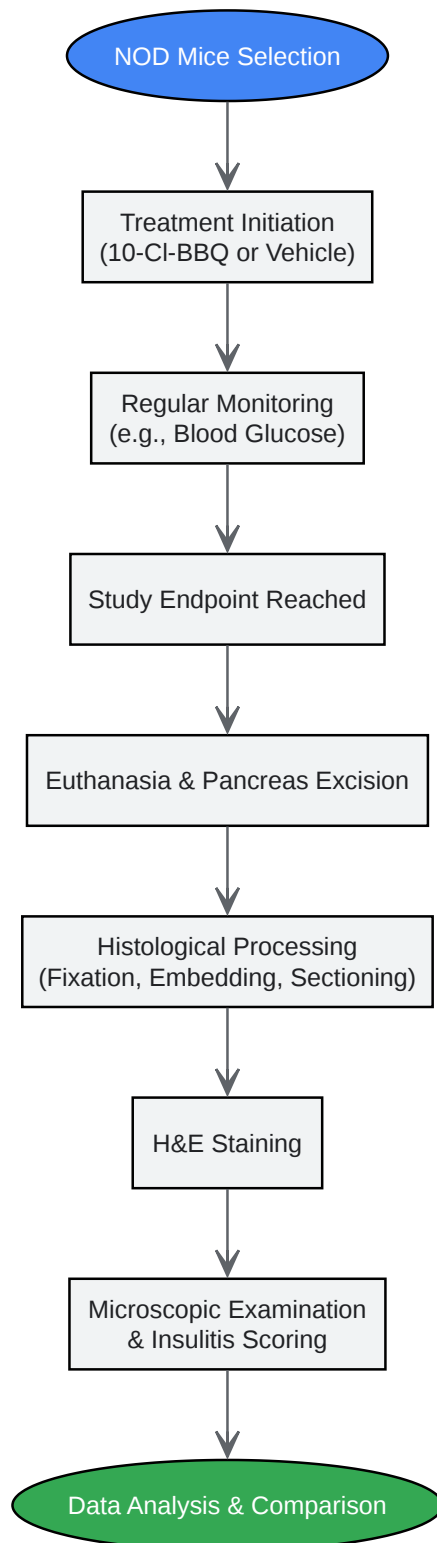 NOD Mice Selection
Treatment Initiation
(10-Cl-BBQ or Vehicle)
Regular Monitoring
(e.g., Blood Glucose)
Study Endpoint Reached
Euthanasia & Pancreas Excision
Histological Processing
(Fixation, Embedding, Sectioning)
H&E Staining
Microscopic Examination
& Insulitis Scoring
Data Analysis & Comparison